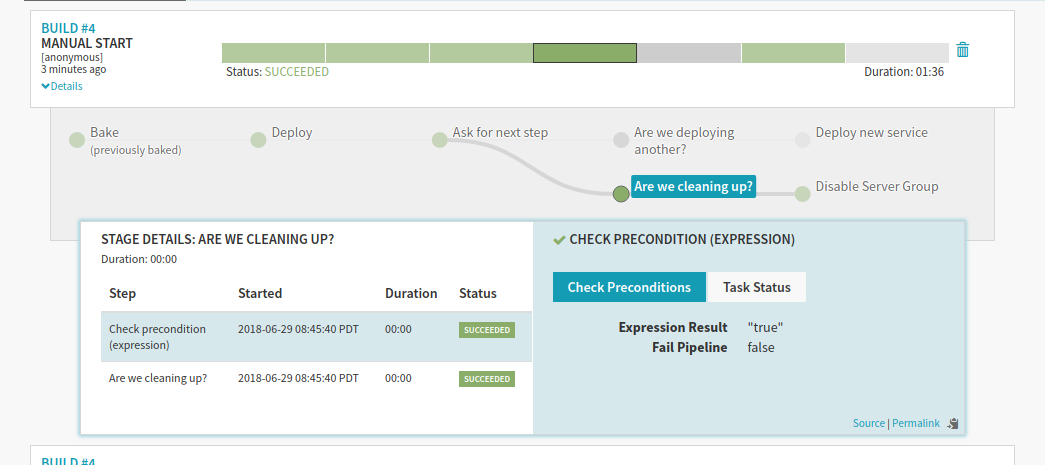 BUILD #4
MANUAL START
[anonymous]
3 minutes ago
Details
Status: SUCCEEDED
Duration: 01:36
Bake
(previously baked)
Deploy
Ask for next step
Are we deploying
another?
Deploy new service
Are we cleaning up?
Disable Server Group
STAGE DETAILS: ARE WE CLEANING UP?
Duration: 00:00
Step Started Duration Status
Check precondition
(expression)
2018-06-29 08:45:40 PDT 00:00 SUCCEEDED
Are we cleaning up? 2018-06-29 08:45:40 PDT 00:00 SUCCEEDED
CHECK PRECONDITION (EXPRESSION)
Check Preconditions Task Status
Expression Result "true"
Fail Pipeline false
Source | Permalink
BUILD #4